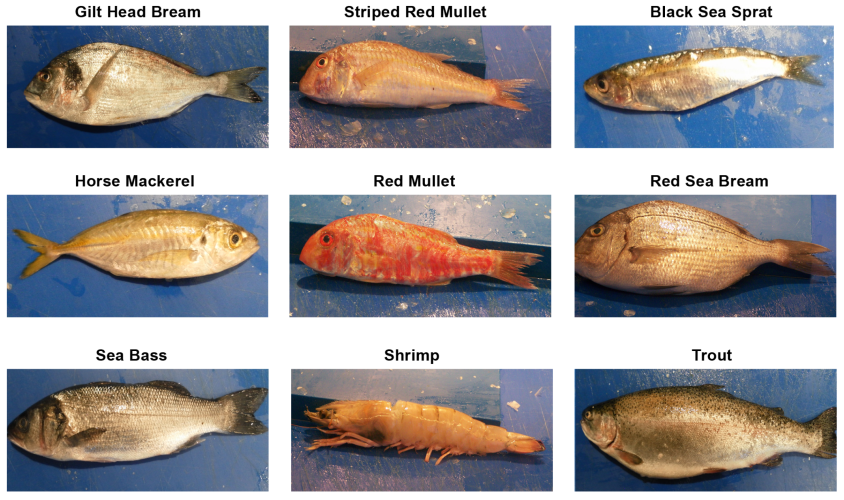 Gilt Head Bream
Striped Red Mullet
Black Sea Sprat
Horse Mackerel
Red Mullet
Red Sea Bream
Sea Bass
Shrimp
Trout